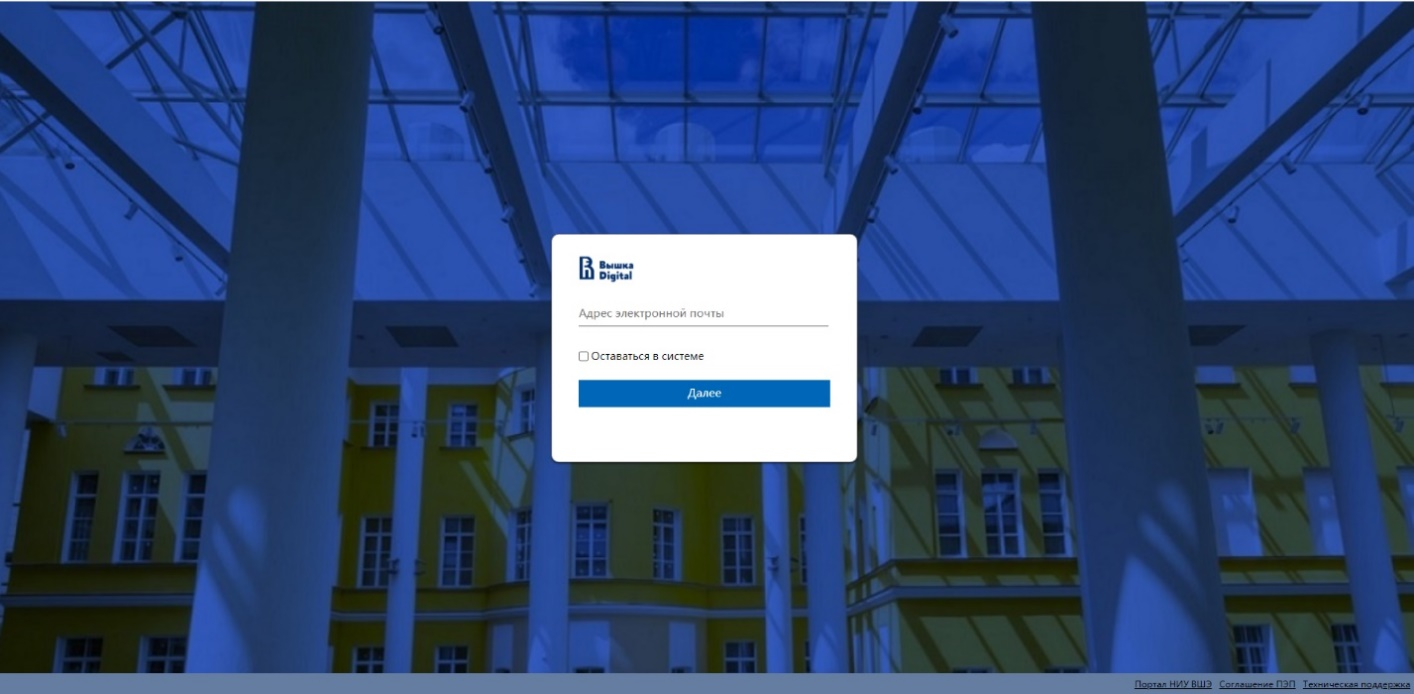 Вышка
Digital
Адрес электронной почты
Оставаться в системе
Далее
Портал НИУ ВШЭ Соглашение ПЭП Техническая поддержка